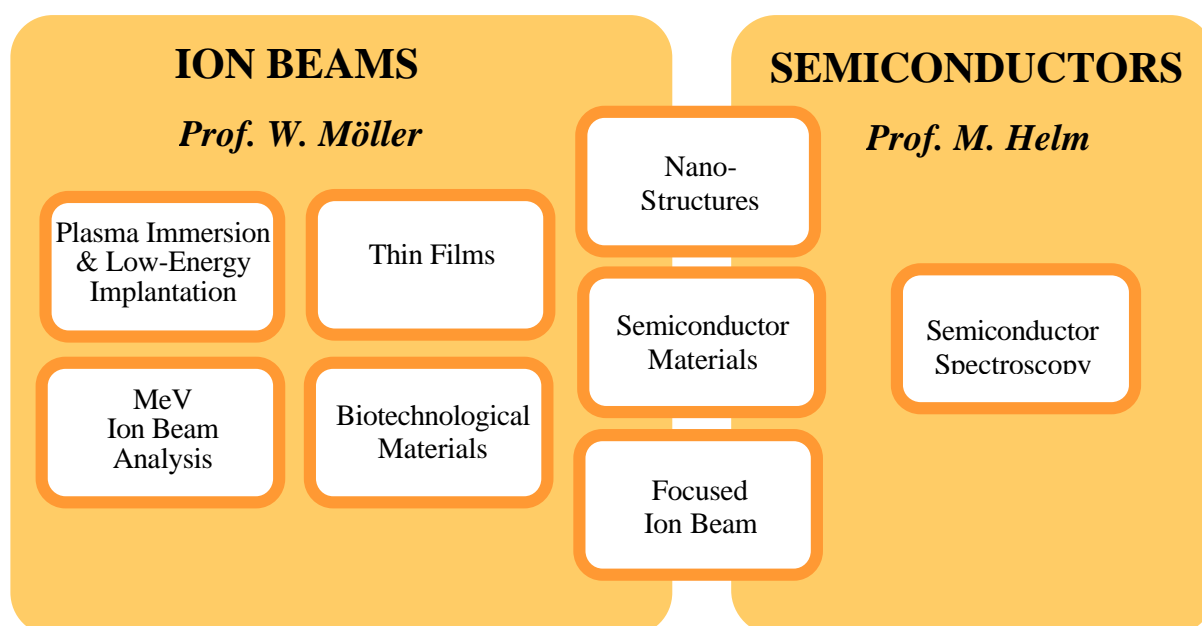 ION BEAMS
Prof. W. Möller
Plasma Immersion
& Low-Energy
Implantation
Thin Films
MeV
Ion Beam
Analysis
Biotechnological
Materials
Nano-
Structures
Semiconductor
Materials
Focused
Ion Beam
SEMICONDUCTORS
Prof. M. Helm
Semiconductor
Spectroscopy